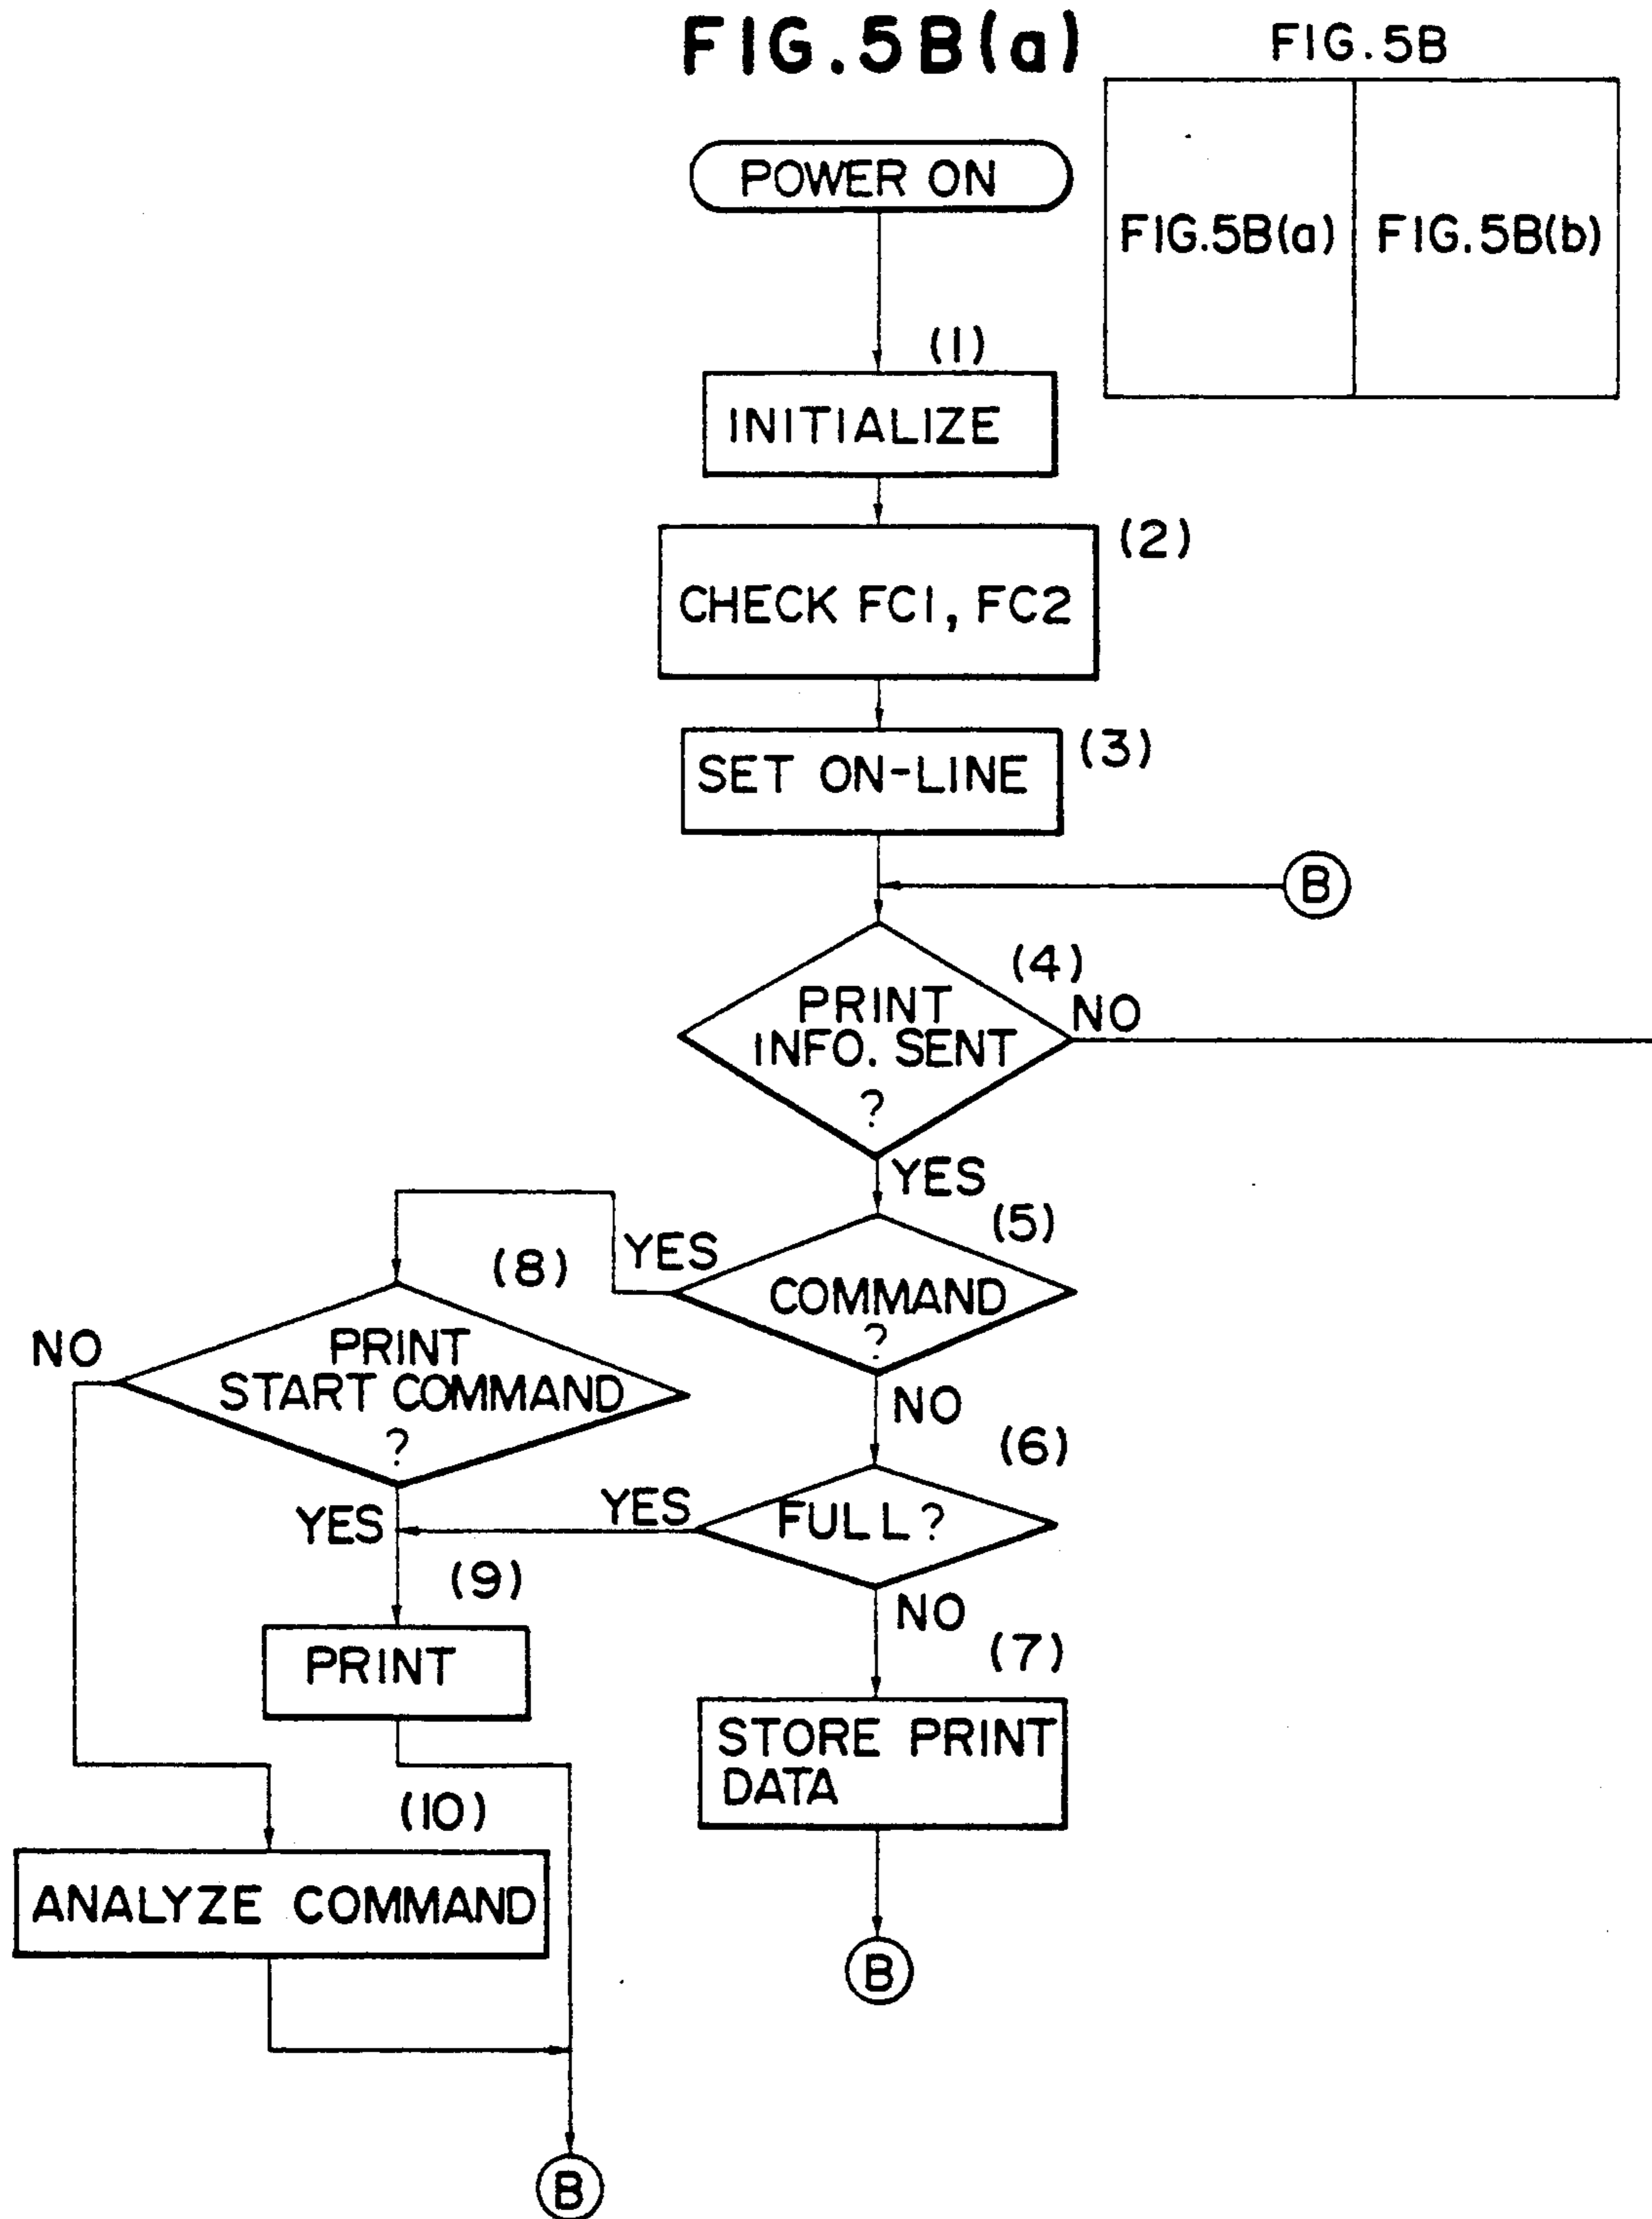 FIG.5B(a)
FIG.5B
FIG.5B(a)
FIG.5B(b)
POWER ON
(1)
INITIALIZE
(2)
CHECK FC1, FC2
(3)
SET ON-LINE
B
(4)
PRINT
INFO. SENT
?
NO
YES
(5)
COMMAND
?
YES
(8)
NO
PRINT
START COMMAND
?
NO
(6)
FULL?
YES
YES
(9)
NO
PRINT
(7)
STORE PRINT
DATA
(10)
ANALYZE COMMAND
B
B